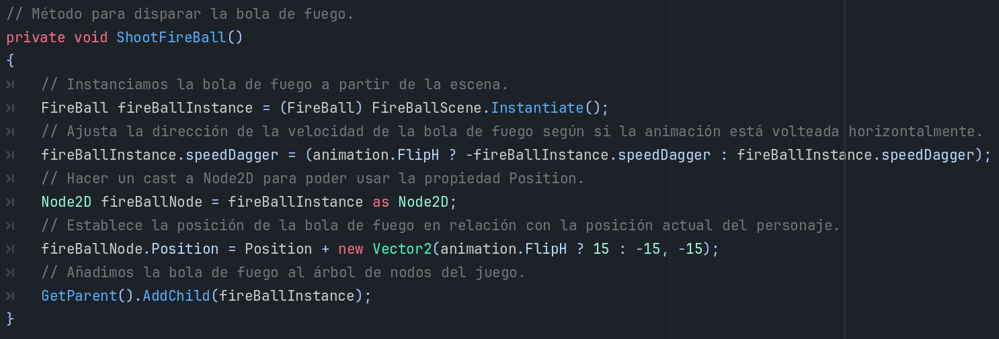 // Método para disparar la bola de fuego.
private void ShootFireBall()
{
// Instanciamos la bola de fuego a partir de la escena.
FireBall fireBallInstance = (FireBall) FireBallScene.Instantiate();
// Ajusta la dirección de la velocidad de la bola de fuego según si la animación está volteada horizontalmente.
fireBallInstance.speedDagger = (animation.FlipH ? -fireBallInstance.speedDagger : fireBallInstance.speedDagger);
// Hacer un cast a Node2D para poder usar la propiedad Position.
Node2D fireBallNode = fireBallInstance as Node2D;
// Establece la posición de la bola de fuego en relación con la posición actual del personaje.
fireBallNode.Position = Position + new Vector2(animation.FlipH ? 15 : -15, -15);
// Añadimos la bola de fuego al árbol de nodos del juego.
GetParent().AddChild(fireBallInstance);
}